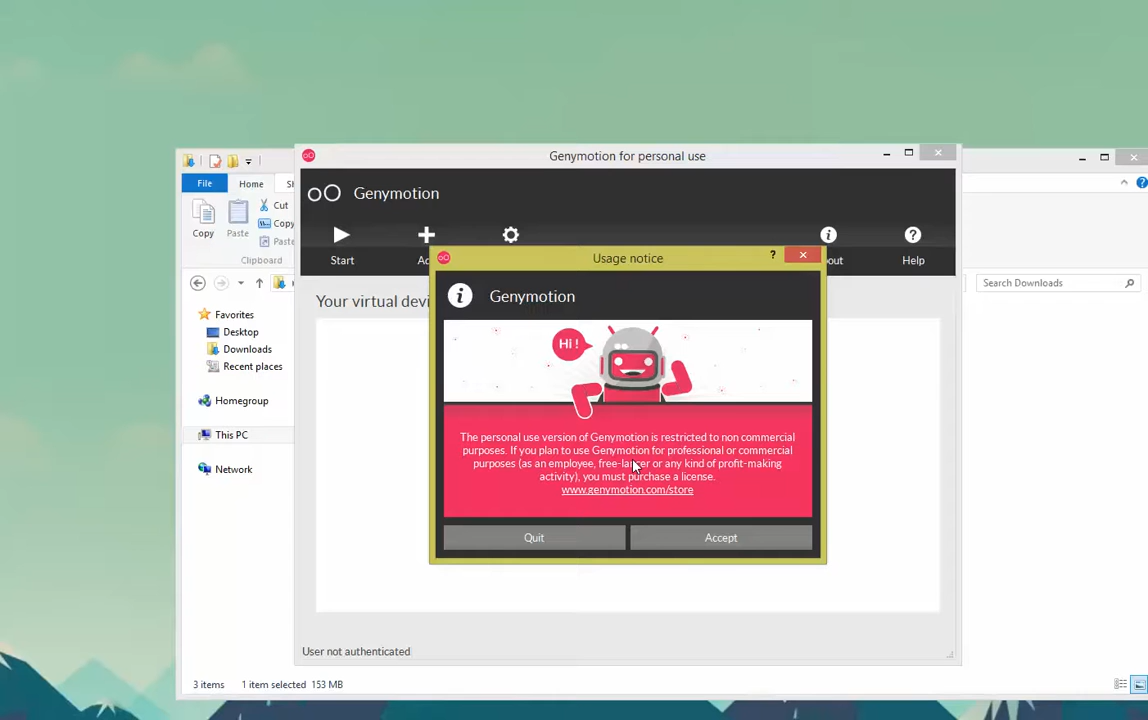 Genymotion for personal use
File
Home
Genymotion
Cut
Copy
Copy
Paste
Paste
Clipboard
Start
Help
Usage notice
?
Genymotion
Search Downloads
Your virtual
Hi !
Favorites
Desktop
Downloads
Recent places
Homegroup
This PC
Network
The personal use version of Genymotion is restricted to non commercial
purposes. If you plan to use Genymotion for professional or commercial
purposes (as an employee, free-lancer or any kind of profit-making
activity), you must purchase a license.
www.genymotion.com/store
Quit
Accept
User not authenticated
3 items
1 item selected 153 MB